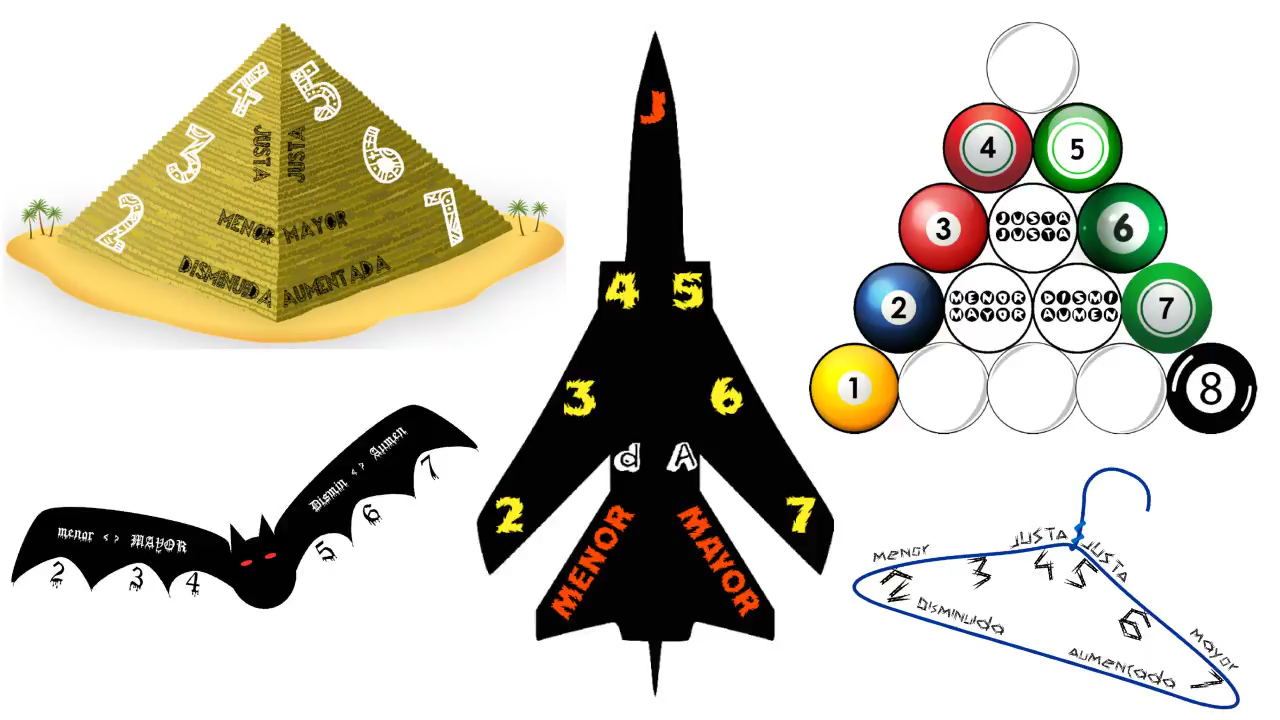 4 5
3 JUSTA JUSTA 6
2 MENOR MAYOR 7
DISMINUIDA AUMENTADA
J
4 5
3 6
d A
2 7
MENOR MAYOR
4 5
3 JUSTA 6
JUSTA
2 MENOR DISMI 7
MAYOR AUMEN
1 8
menor <> MAYOR
2 3 4
Dismin <> Aumen
5 6 7
JUSTA JUSTA
menor mayor
2 3 4 5 6 7
Disminuida
Aumentada